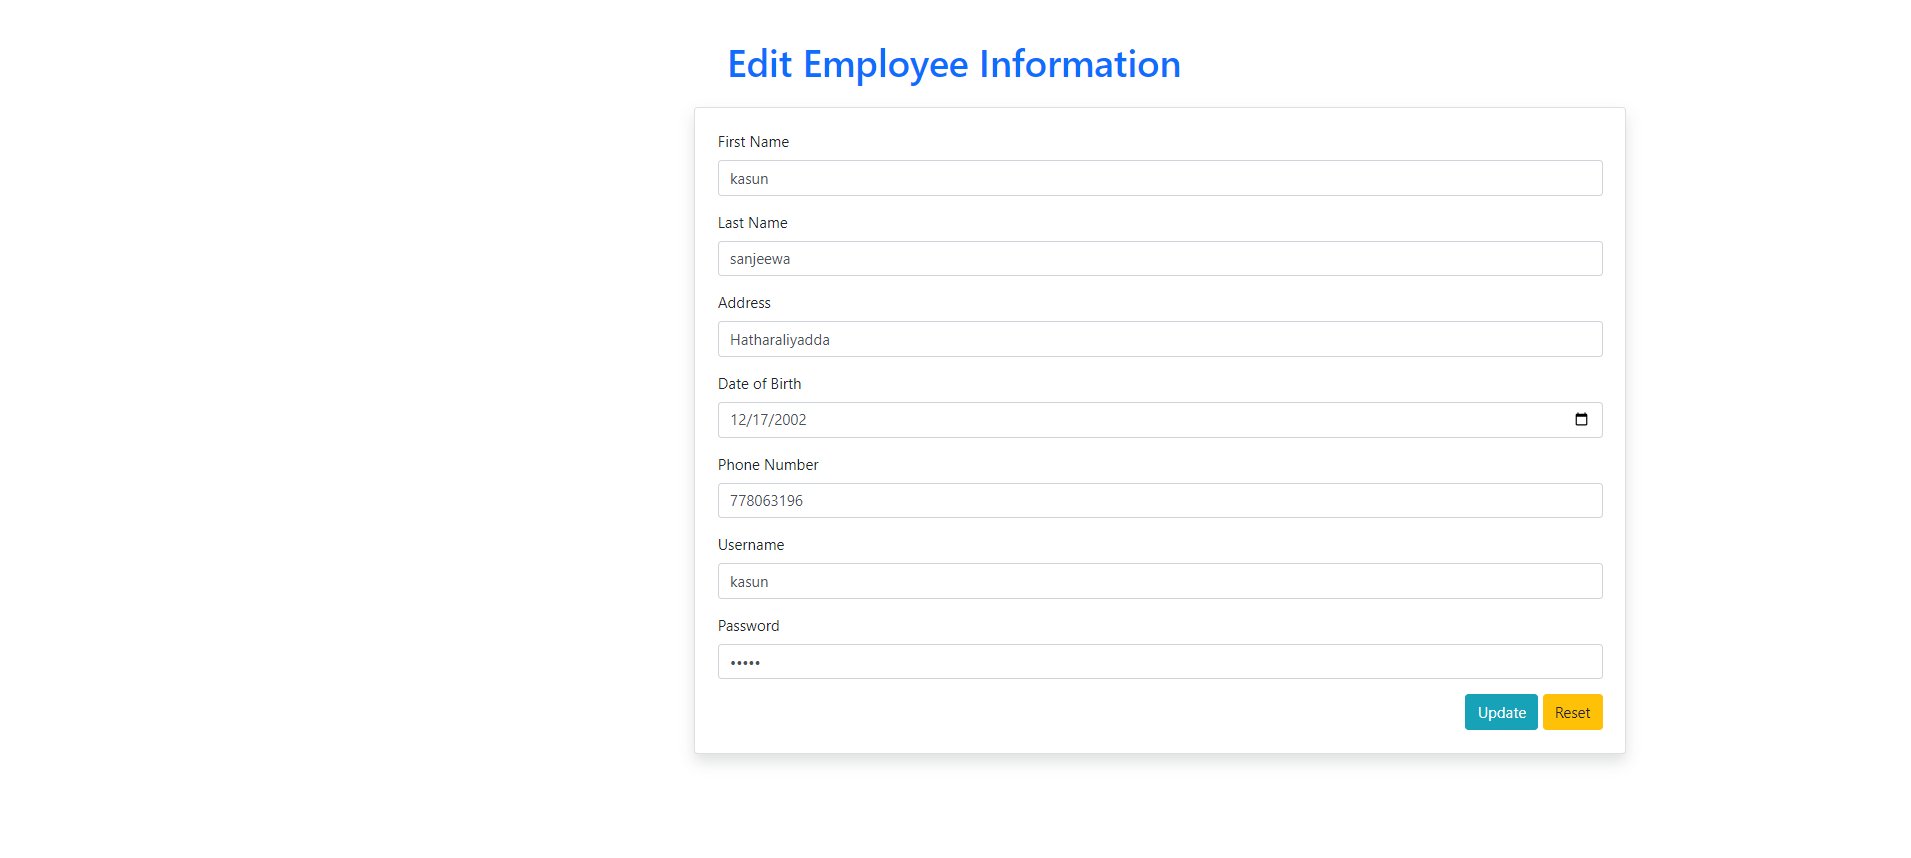 Edit Employee Information
First Name
kasun
Last Name
sanjeewa
Address
Hatharaliyadda
Date of Birth
12/17/2002
Phone Number
778063196
Username
kasun
Password
•••••
Update Reset